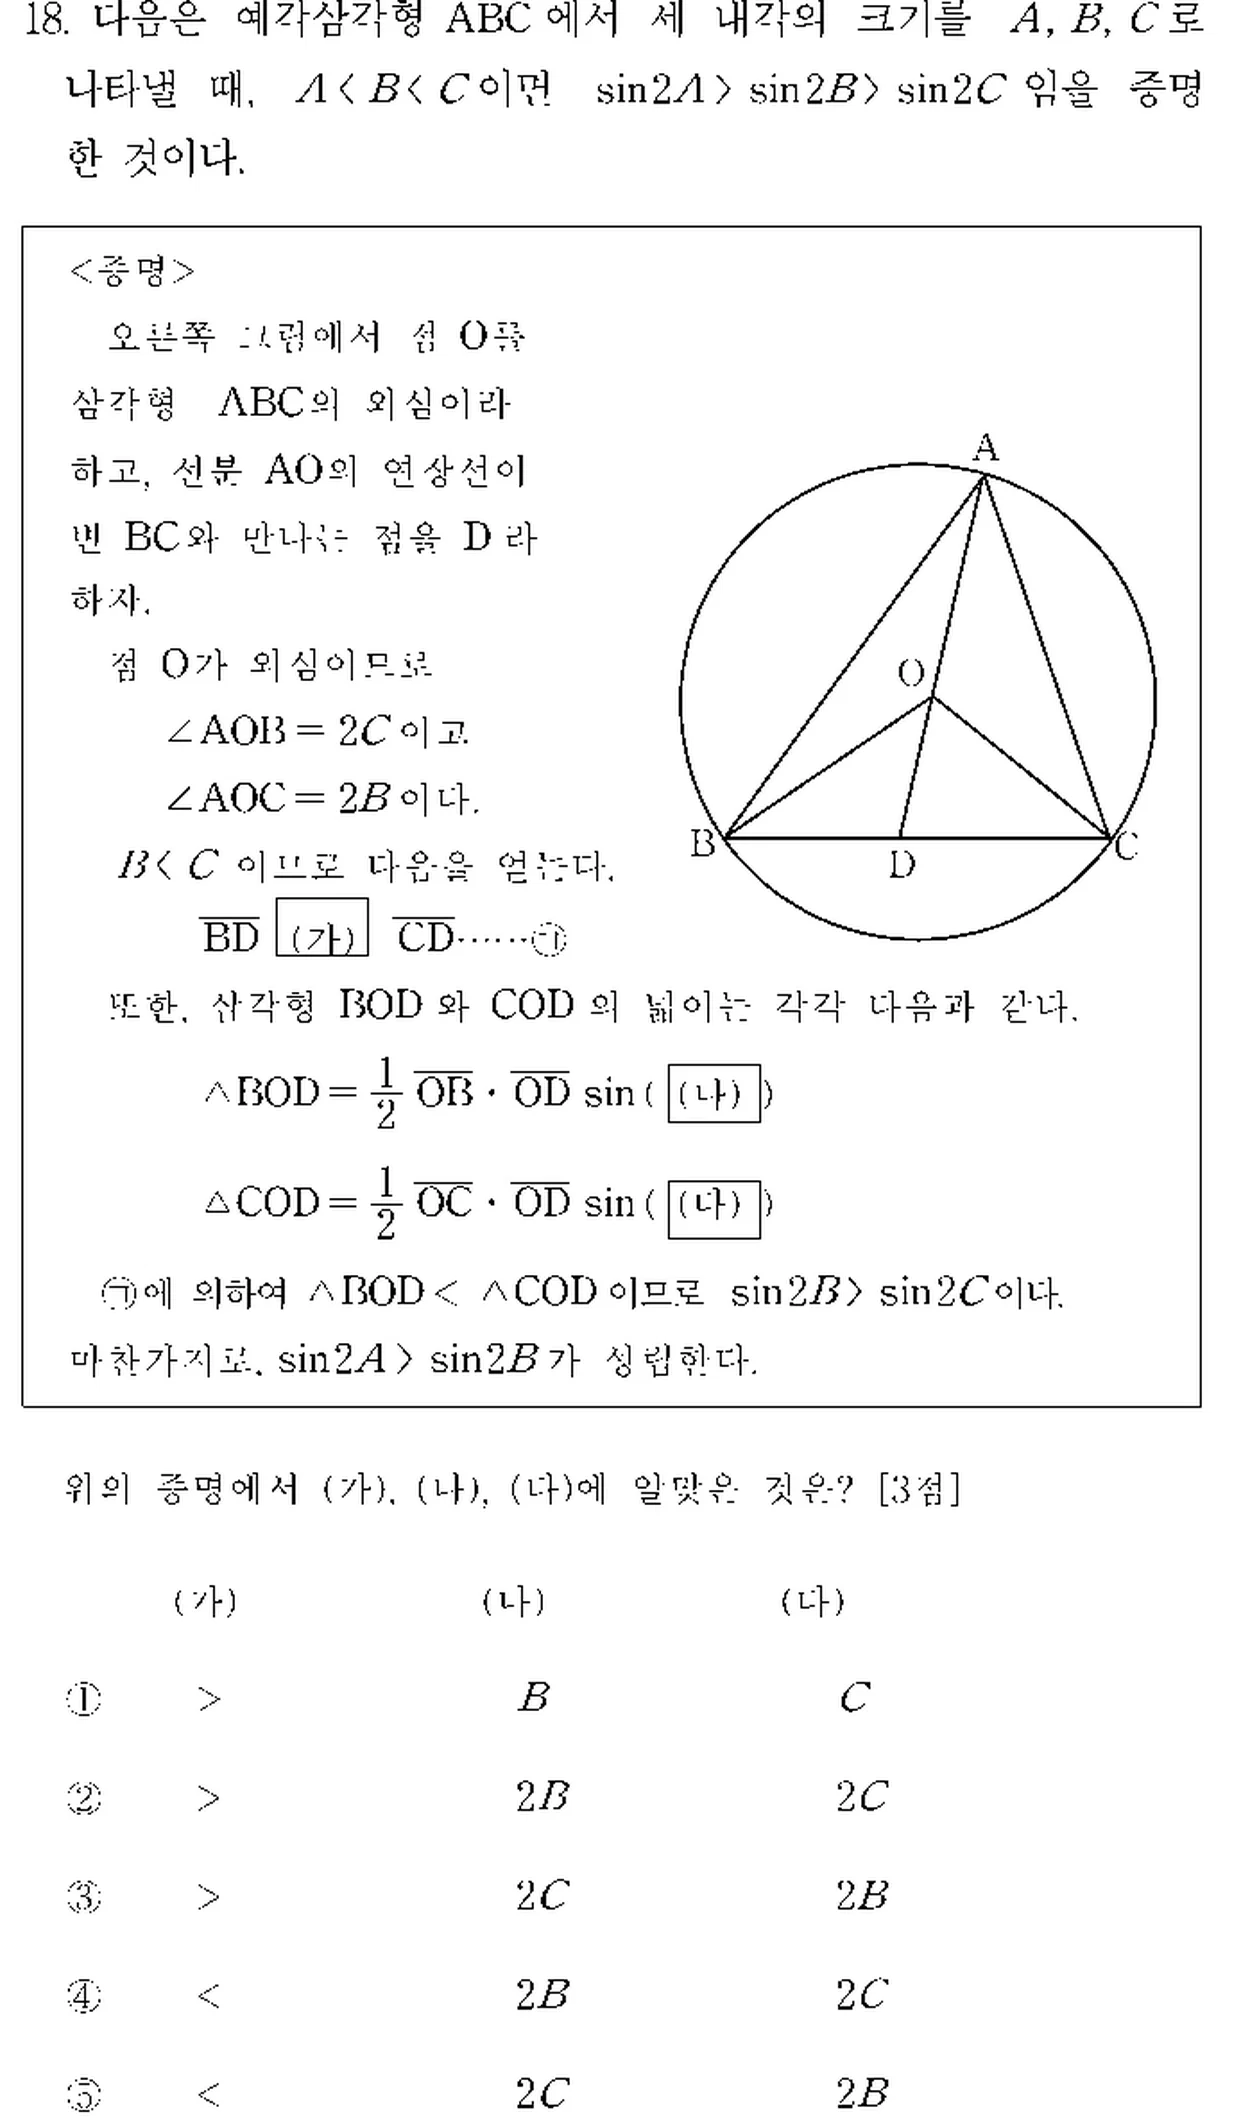 18. 다음은 예각삼각형 ABC에서 세 내각의 크기를 A, B, C로
나타낼 때, A< B< C이면 sin2A> sin2B> sin2C 임을 증명
한 것이다.
<증명>
오른쪽 그림에서 점 O를
삼각형 ABC의 외심이라
하고, 선분 AO의 연장선이
변 BC와 만나는 점을 D라
하자.
점 O가 외심이므로
∠AOB = 2C이고
∠AOC = 2B이다.
B< C 이므로 다음을 얻는다.
B̅D̅ (가) C̅D̅ ······㉠
또한, 삼각형 BOD와 COD의 넓이는 각각 다음과 같다.
△BOD = 1/2 O̅B̅ · O̅D̅ sin( (나) )
△COD = 1/2 O̅C̅ · O̅D̅ sin( (다) )
㉠에 의하여 △BOD < △COD이므로 sin2B> sin2C이다.
마찬가지로, sin2A> sin2B가 성립한다.
A
O
B
D
C
위의 증명에서 (가), (나), (다)에 알맞은 것은? [3점]
(가) (나) (다)
① > B C
② > 2B 2C
③ > 2C 2B
④ < 2B 2C
⑤ < 2C 2B